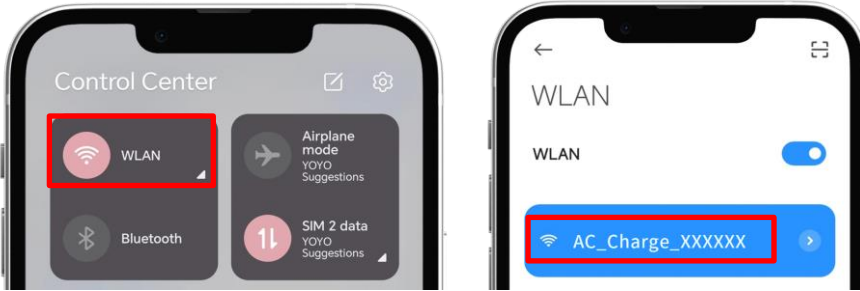 Control Center
WLAN
Airplane
mode
YOYO
Suggestions
Bluetooth
SIM 2 data
YOYO
Suggestions
WLAN
WLAN
AC_Charge_XXXXXX